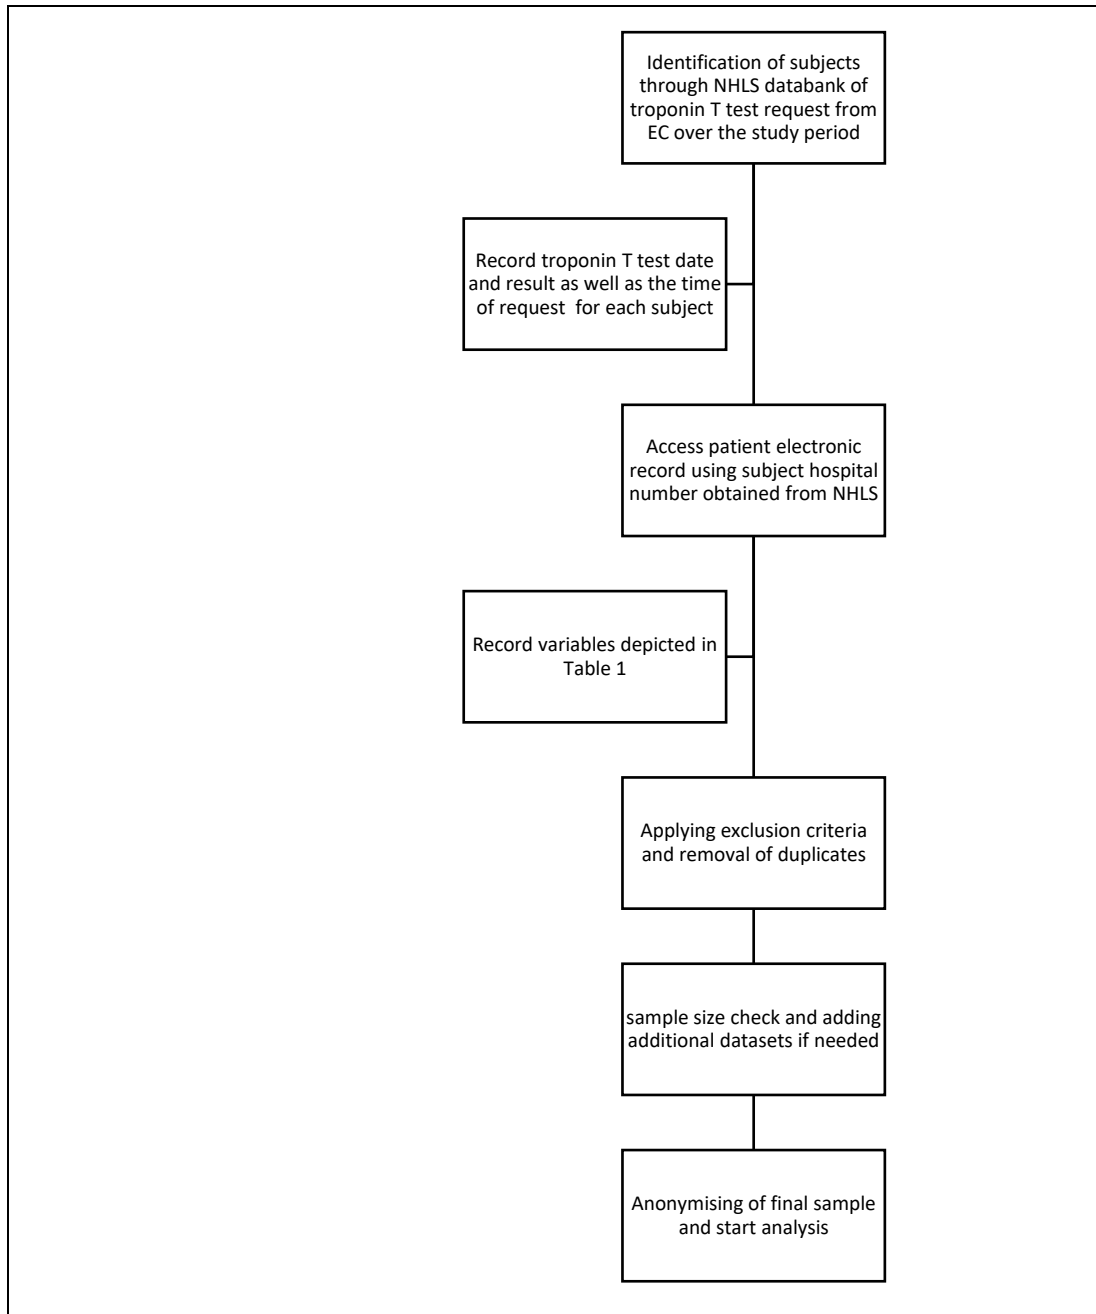 Identification of subjects
through NHLS databank of
troponin T test request from
EC over the study period
Record troponin T test date
and result as well as the time
of request  for each subject
Access patient electronic
record using subject hospital
number obtained from NHLS
Record variables depicted in
Table 1
Applying exclusion criteria
and removal of duplicates
sample size check and adding
additional datasets if needed
Anonymising of final sample
and start analysis